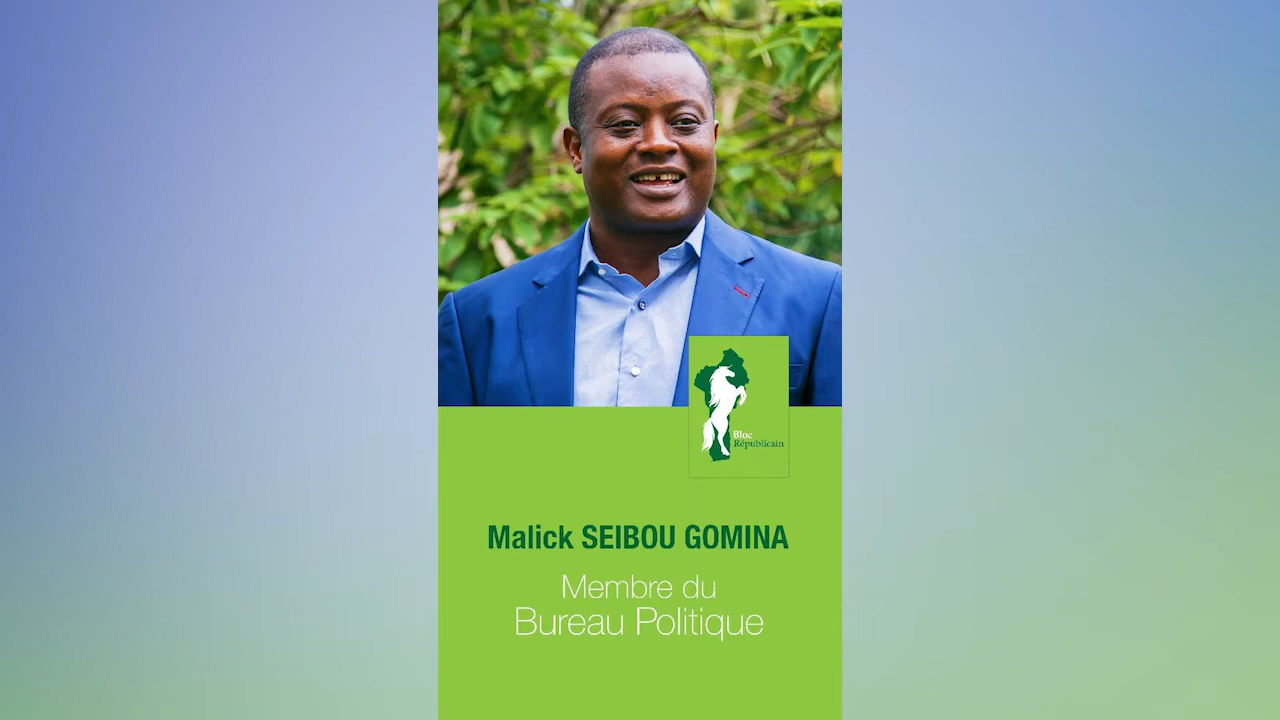 Bloc
Républicain
Malick SEIBOU GOMINA
Membre du
Bureau Politique